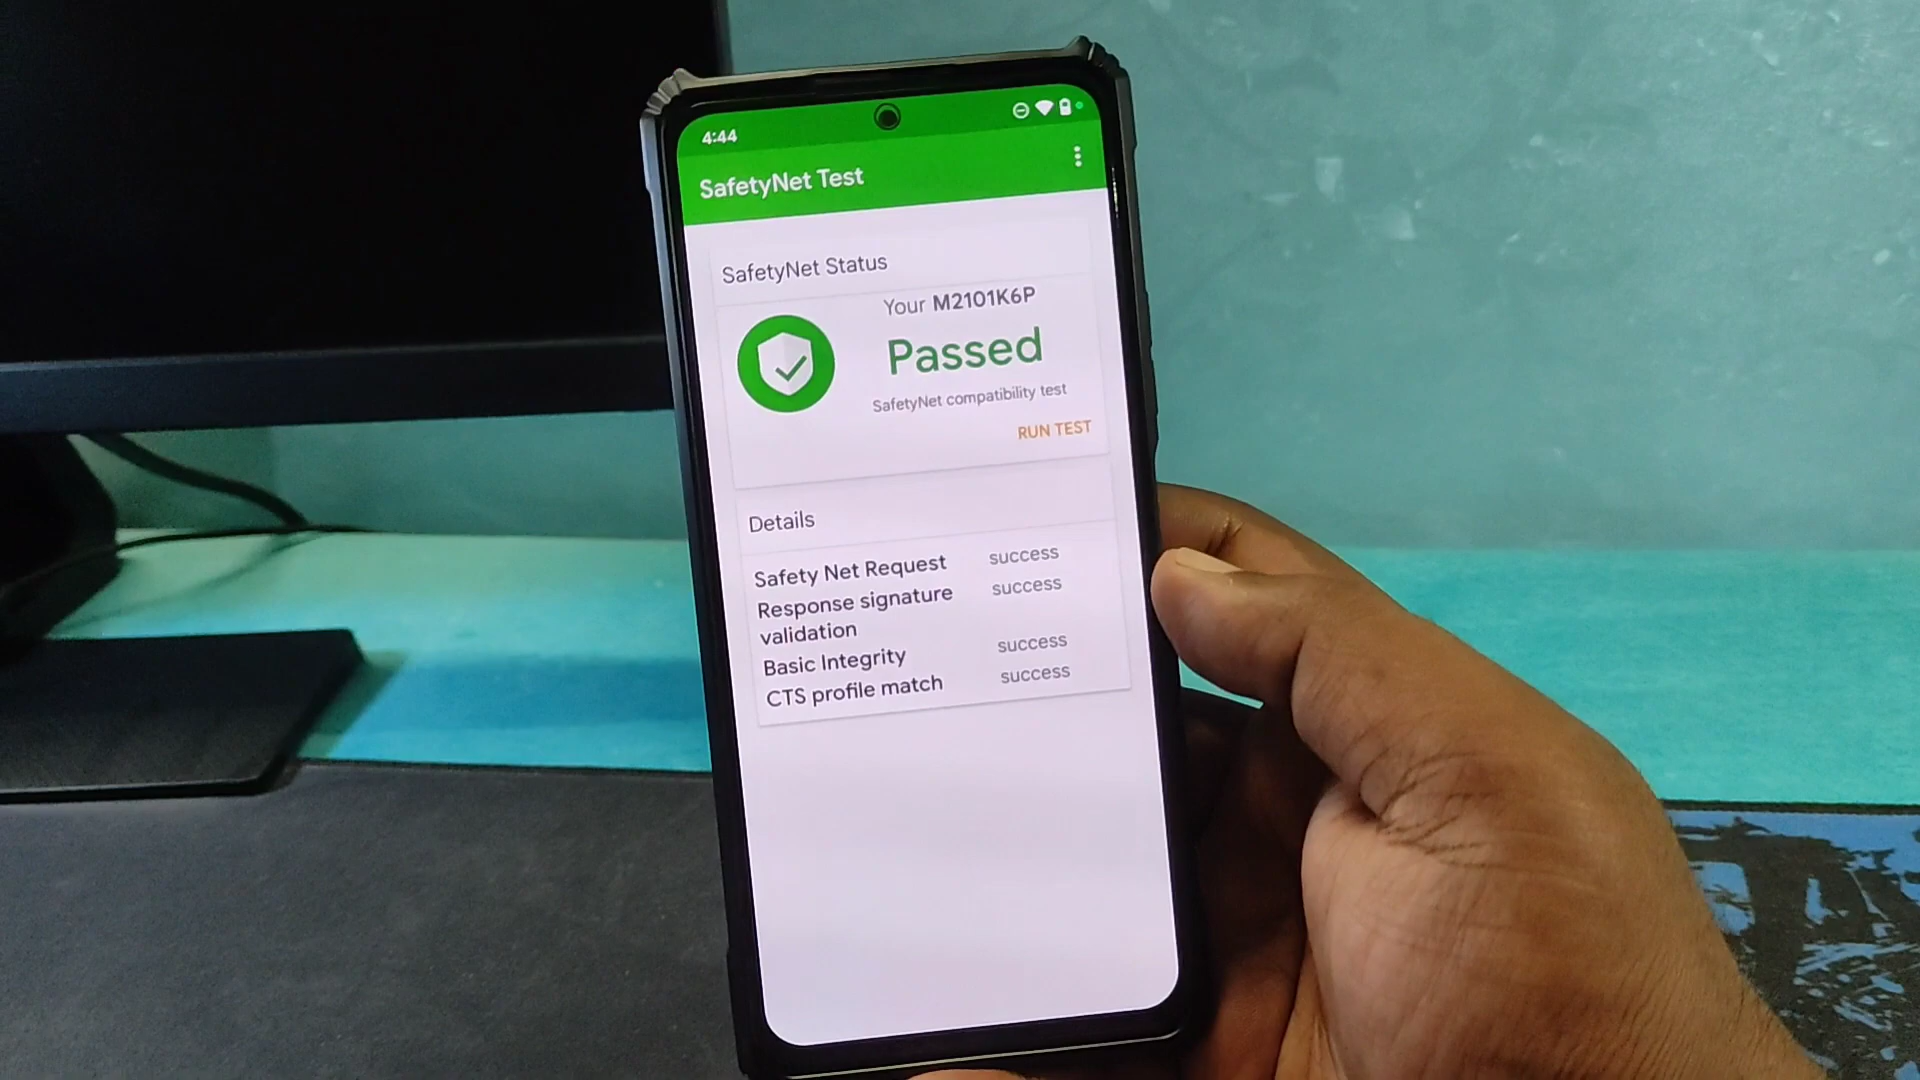 4:44
SafetyNet Test
SafetyNet Status
Your M2101K6P
Passed
SafetyNet compatibility test
RUN TEST
Details
Safety Net Request success
Response signature success
validation
Basic Integrity success
CTS profile match success